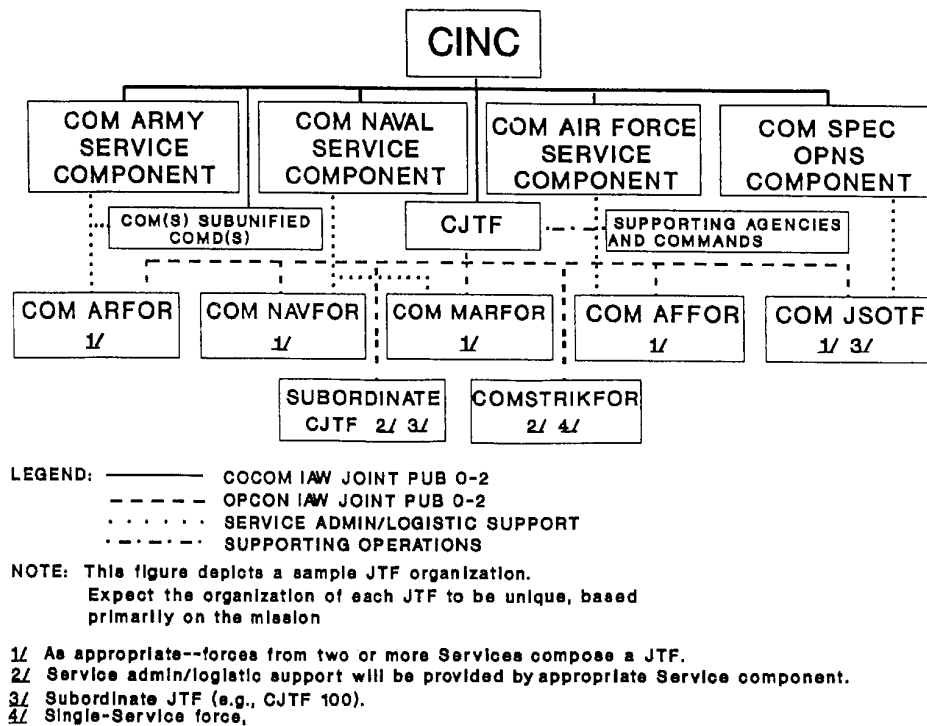 CINC
COM ARMY
SERVICE
COMPONENT
COM NAVAL
SERVICE
COMPONENT
COM AIR FORCE
SERVICE
COMPONENT
COM SPEC
OPNS
COMPONENT
COM(S) SUBUNIFIED
COMD(S)
CJTF
SUPPORTING AGENCIES
AND COMMANDS
COM ARFOR
1/
COM NAVFOR
1/
COM MARFOR
1/
COM AFFOR
1/
COM JSOTF
1/ 3/
SUBORDINATE
CJTF 2/ 3/
COMSTRIKFOR
2/ 4/
LEGEND: COCOM IAW JOINT PUB 0-2
OPCON IAW JOINT PUB 0-2
SERVICE ADMIN/LOGISTIC SUPPORT
SUPPORTING OPERATIONS
NOTE: This figure depicts a sample JTF organization.
Expect the organization of each JTF to be unique, based
primarily on the mission
1/ As appropriate--forces from two or more Services compose a JTF.
2/ Service admin/logistic support will be provided by appropriate Service component.
3/ Subordinate JTF (e.g., CJTF 100).
4/ Single-Service force,